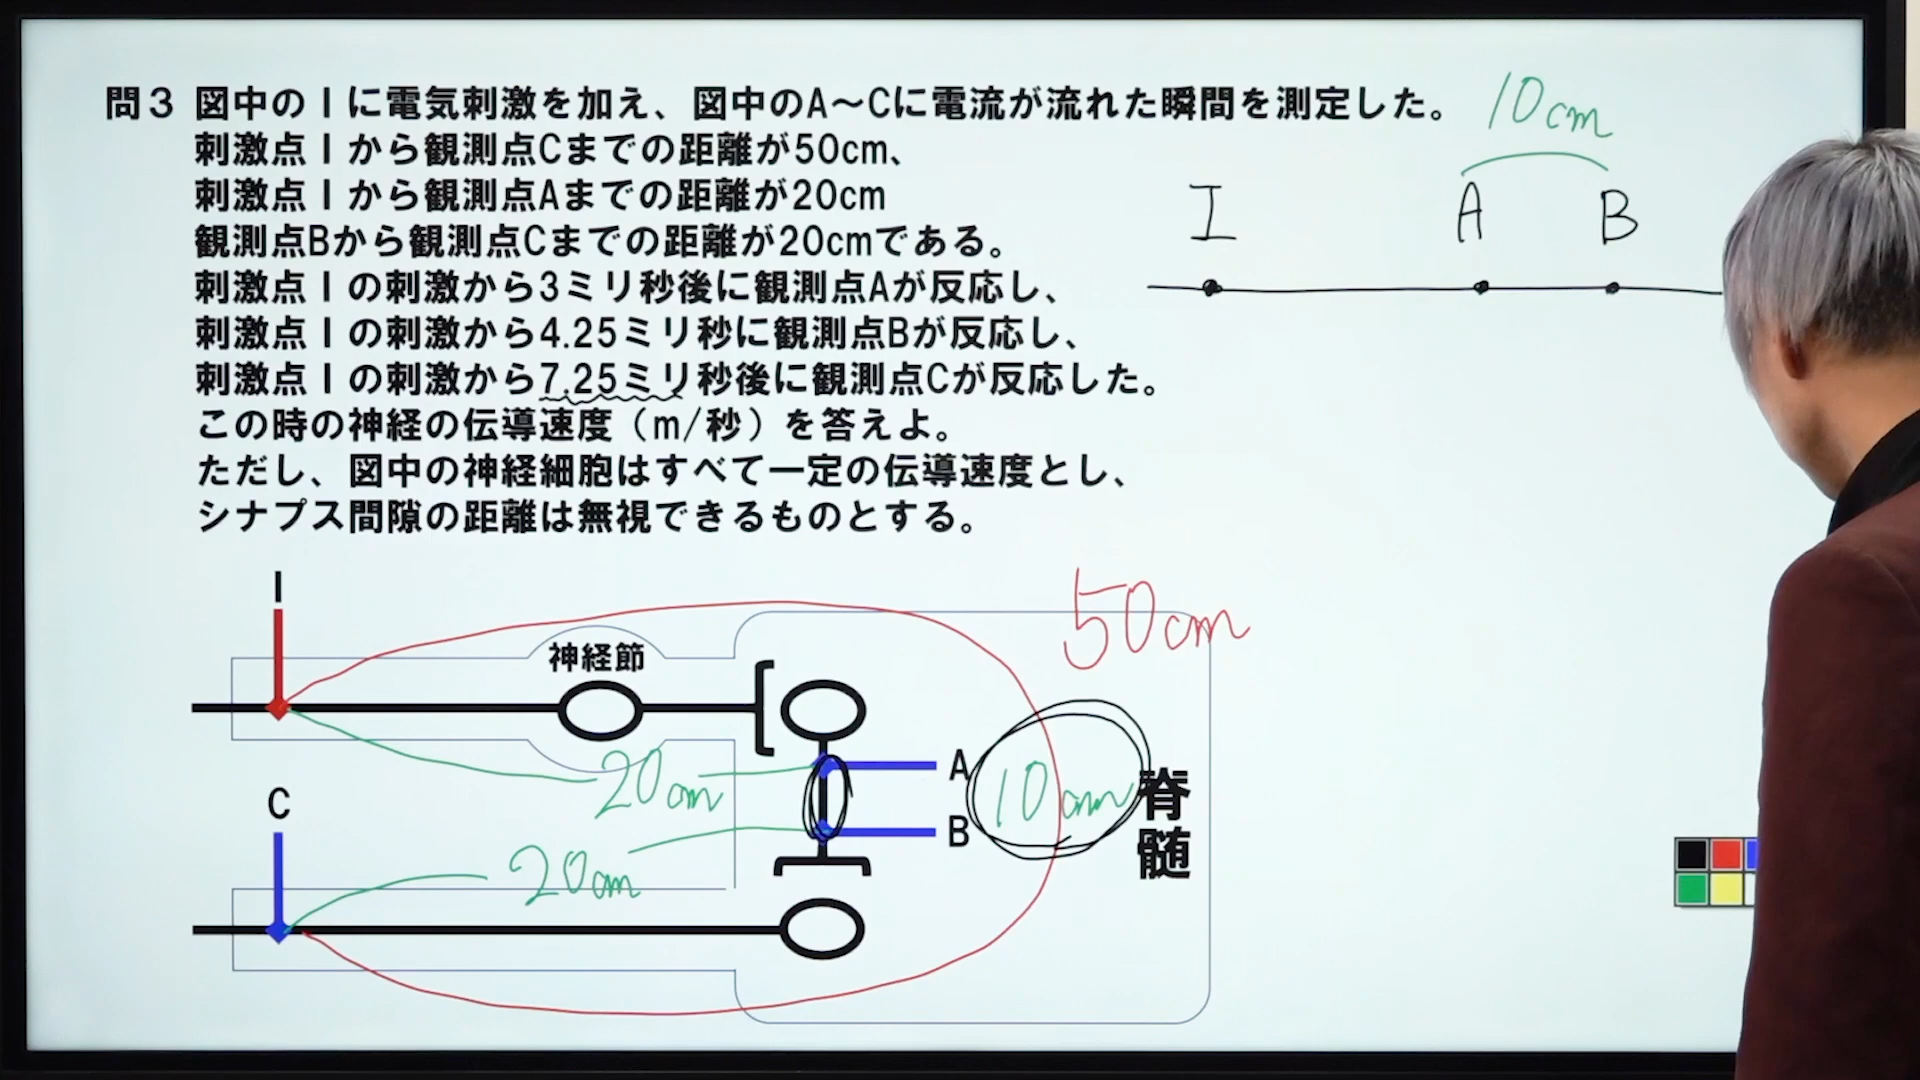 問3 図中のIに電気刺激を加え、図中のA～Cに電流が流れた瞬間を測定した。
刺激点Iから観測点Cまでの距離が50cm、
刺激点Iから観測点Aまでの距離が20cm
観測点Bから観測点Cまでの距離が20cmである。
刺激点Iの刺激から3ミリ秒後に観測点Aが反応し、
刺激点Iの刺激から4.25ミリ秒に観測点Bが反応し、
刺激点Iの刺激から7.25ミリ秒後に観測点Cが反応した。
この時の神経の伝導速度（m/秒）を答えよ。
ただし、図中の神経細胞はすべて一定の伝導速度とし、
シナプス間隙の距離は無視できるものとする。
10cm
I A B
I
50cm
神経節
A
20cm
10cm
脊髄
C
B
20cm